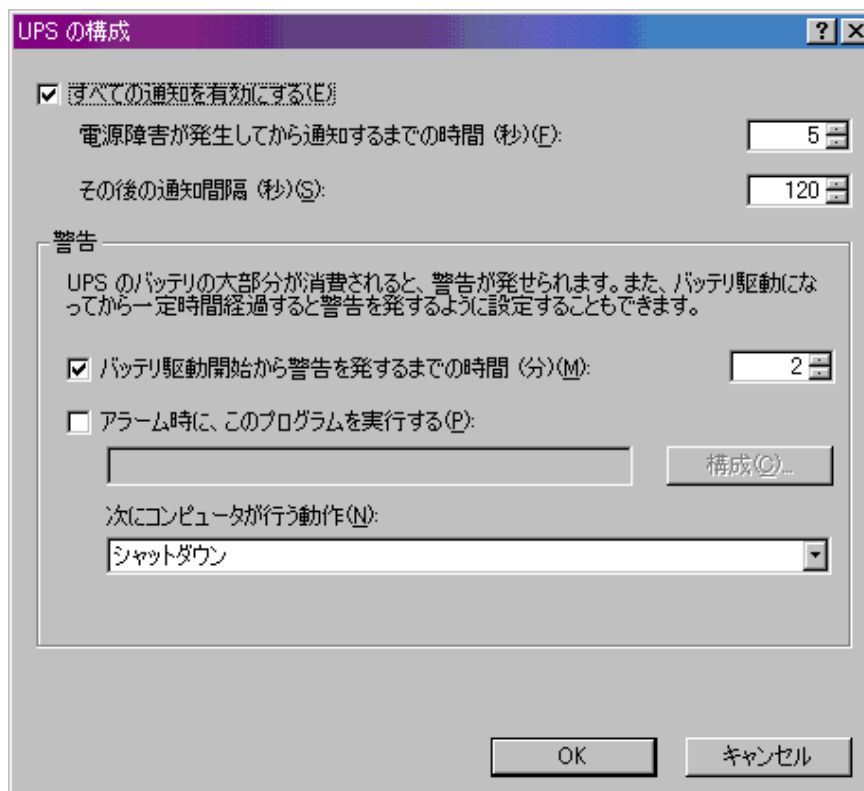 UPS の構成
すべての通知を有効にする(E)
電源障害が発生してから通知するまでの時間 (秒)(F):
5
その後の通知間隔 (秒)(S):
120
警告
UPS のバッテリの大部分が消費されると、警告が発せられます。また、バッテリ駆動にな
ってから一定時間経過すると警告を発するように設定することもできます。
バッテリ駆動開始から警告を発するまでの時間 (分)(M):
2
アラーム時に、このプログラムを実行する(P):
構成(C)...
次にコンピュータが行う動作(N):
シャットダウン
OK
キャンセル